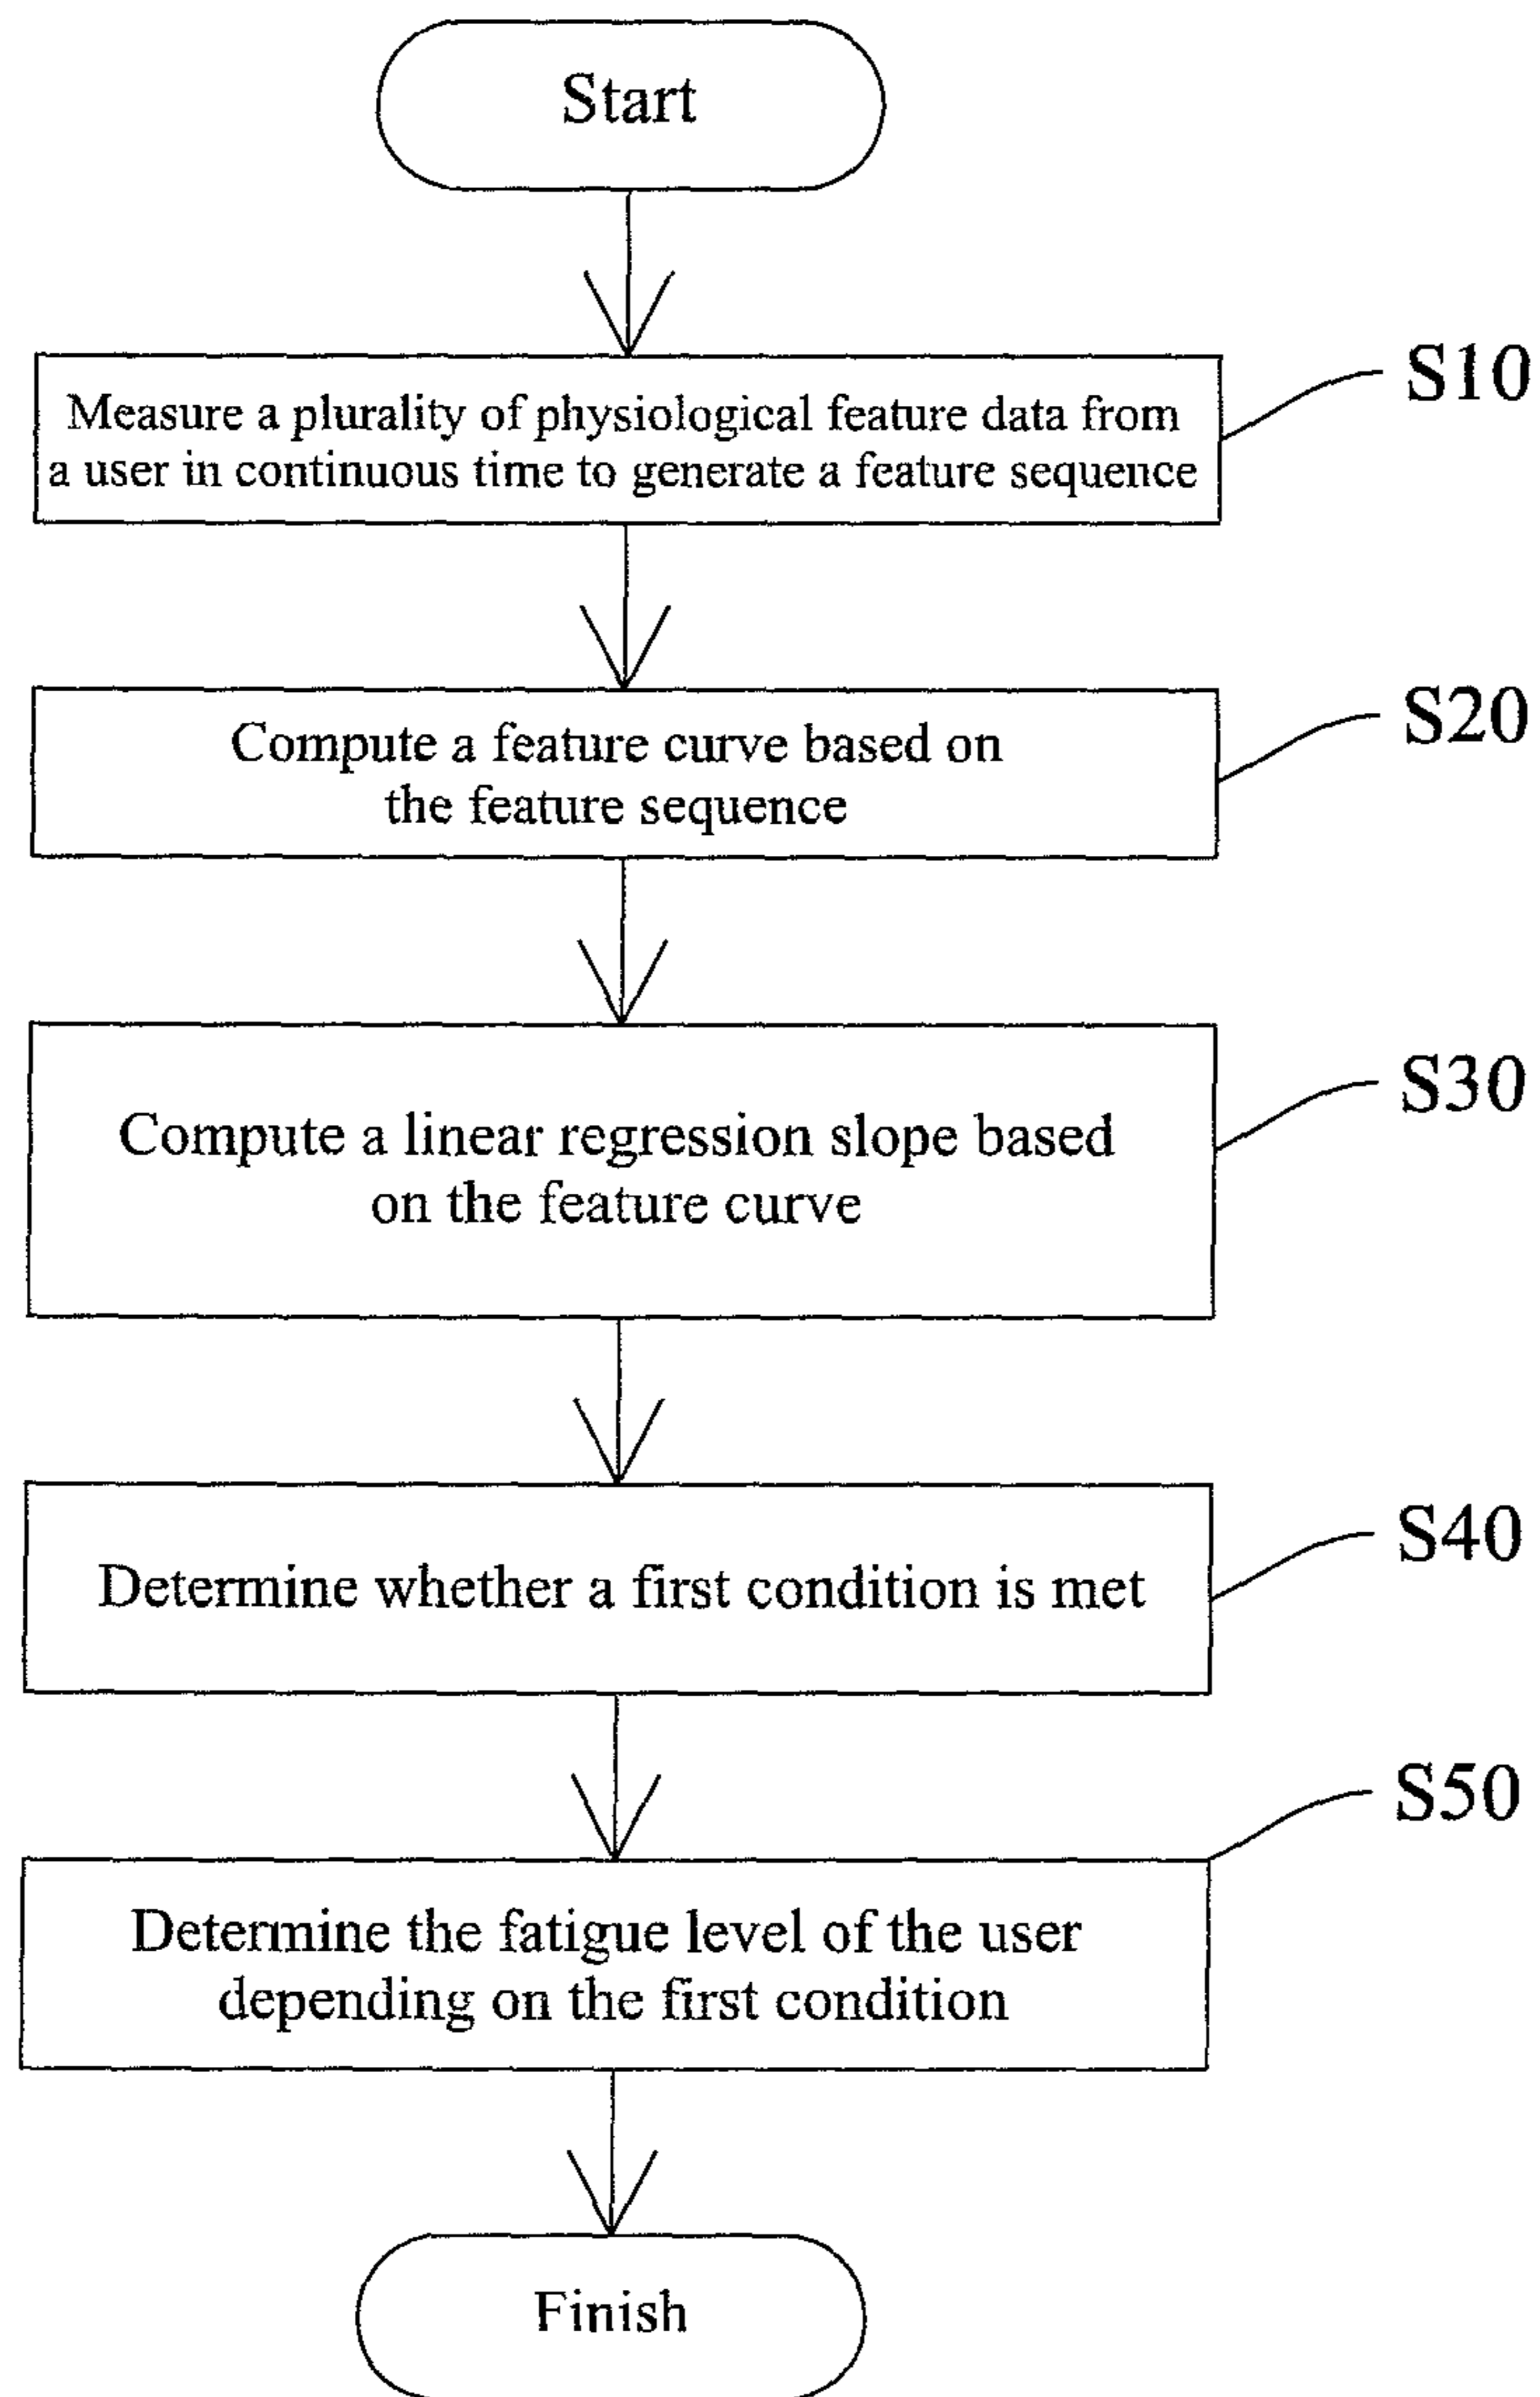 Start
Measure a plurality of physiological feature data from
a user in continuous time to generate a feature sequence
S10
Compute a feature curve based on
the feature sequence
S20
Compute a linear regression slope based
on the feature curve
S30
Determine whether a first condition is met
S40
Determine the fatigue level of the user
depending on the first condition
S50
Finish